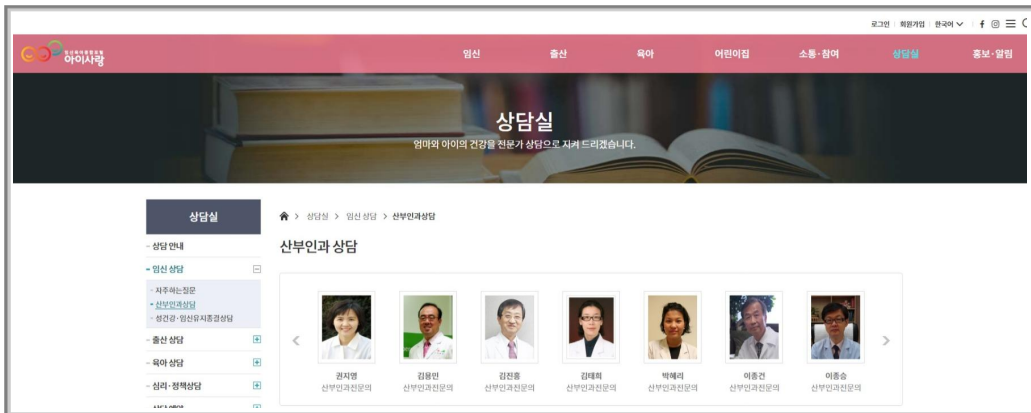 로그인 회원가입 한국어
임신육아종합포털
아이사랑
임신 출산 육아 어린이집 소통·참여 상담실 홍보·알림
상담실
엄마와 아이의 건강을 전문가 상담으로 지켜 드리겠습니다.
상담실
- 상담 안내
- 임신 상담
- 자주하는질문
- 산부인과상담
- 성건강·임신유지종결상담
- 출산 상담
- 육아 상담
- 심리·정책상담
> 상담실 > 임신 상담 > 산부인과상담
산부인과 상담
권지영 김용민 김진홍 김태희 박혜리 이종건 이종승
산부인과전문의 산부인과전문의 산부인과전문의 산부인과전문의 산부인과전문의 산부인과전문의 산부인과전문의